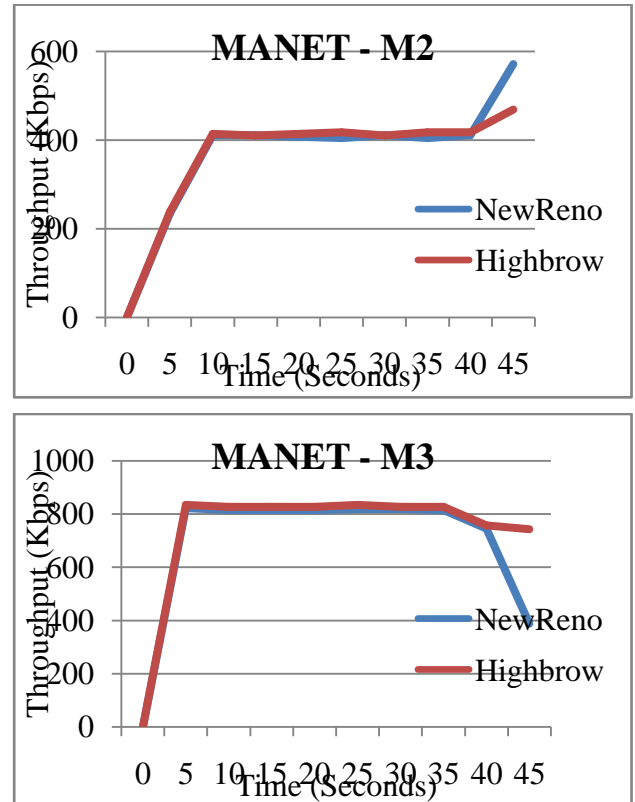 MANET - M2
Throughput (Kbps)
600
400
200
0
NewReno
Highbrow
0 5 10 15 20 25 30 35 40 45
Time (Seconds)
MANET - M3
Throughput (Kbps)
1000
800
600
400
200
0
NewReno
Highbrow
0 5 10 15 20 25 30 35 40 45
Time (Seconds)